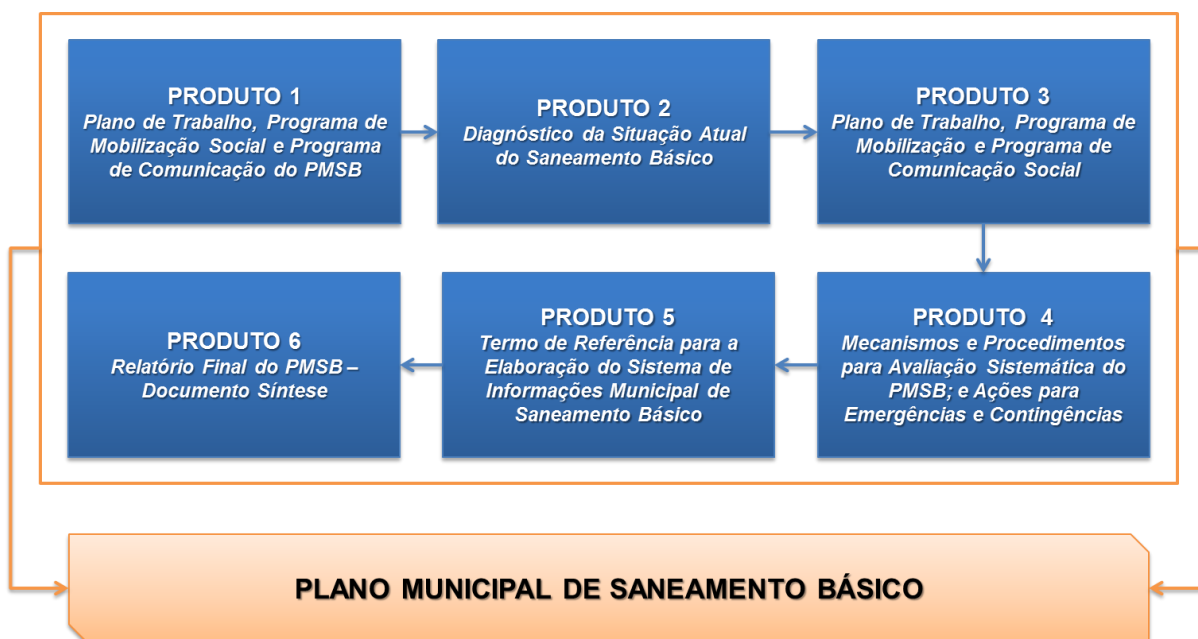 PRODUTO 1
Plano de Trabalho, Programa de
Mobilização Social e Programa
de Comunicação do PMSB
PRODUTO 2
Diagnóstico da Situação Atual
do Saneamento Básico
PRODUTO 3
Plano de Trabalho, Programa de
Mobilização e Programa de
Comunicação Social
PRODUTO 4
Mecanismos e Procedimentos
para Avaliação Sistemática do
PMSB; e Ações para
Emergências e Contingências
PRODUTO 5
Termo de Referência para a
Elaboração do Sistema de
Informações Municipal de
Saneamento Básico
PRODUTO 6
Relatório Final do PMSB –
Documento Síntese
PLANO MUNICIPAL DE SANEAMENTO BÁSICO